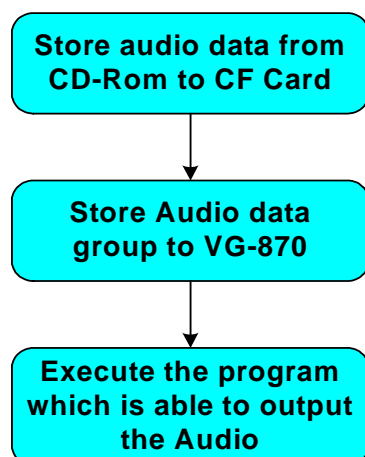 Store audio data from
CD-Rom to CF Card
Store Audio data
group to VG-870
Execute the program
which is able to output
the Audio